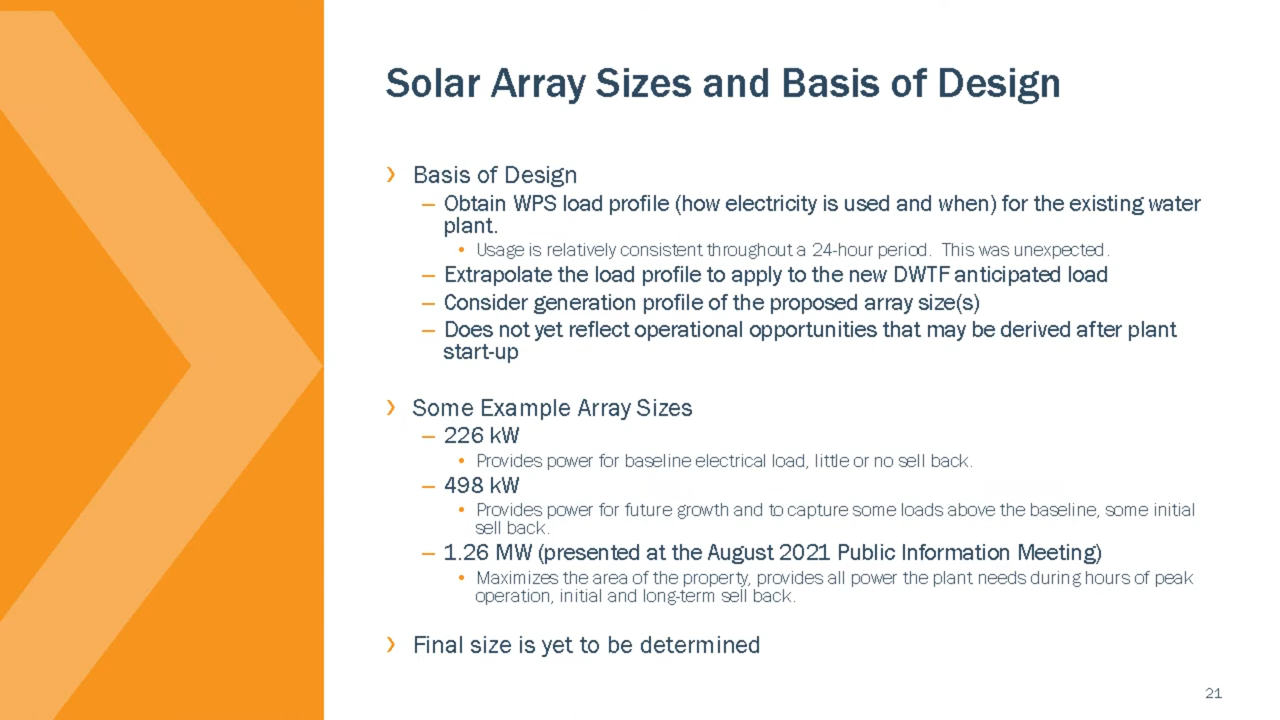 Solar Array Sizes and Basis of Design
› Basis of Design
– Obtain WPS load profile (how electricity is used and when) for the existing water
plant.
• Usage is relatively consistent throughout a 24-hour period.  This was unexpected.
– Extrapolate the load profile to apply to the new DWTF anticipated load
– Consider generation profile of the proposed array size(s)
– Does not yet reflect operational opportunities that may be derived after plant
start-up
› Some Example Array Sizes
– 226 kW
• Provides power for baseline electrical load, little or no sell back.
– 498 kW
• Provides power for future growth and to capture some loads above the baseline, some initial
sell back.
– 1.26 MW (presented at the August 2021 Public Information Meeting)
• Maximizes the area of the property, provides all power the plant needs during hours of peak
operation, initial and long-term sell back.
› Final size is yet to be determined
21